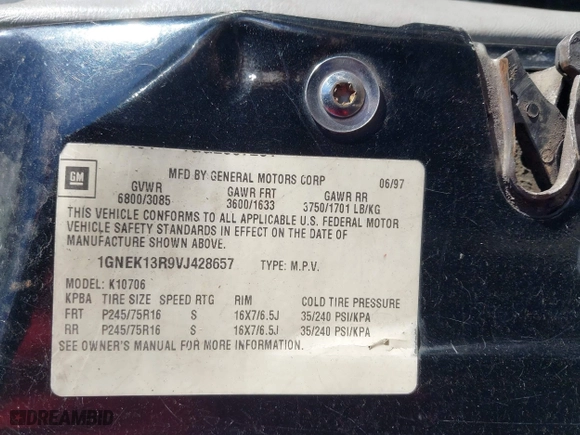 GM
MFD BY GENERAL MOTORS CORP 06/97
GVWR GAWR FRT GAWR RR
6800/3085 3600/1633 3750/1701 LB/KG
THIS VEHICLE CONFORMS TO ALL APPLICABLE U.S. FEDERAL MOTOR
VEHICLE SAFETY STANDARDS IN EFFECT ON THE DATE OF
MANUFACTURE SHOWN ABOVE.
1GNEK13R9VJ428657 TYPE: M.P.V.
MODEL: K10706
KPBA TIRE SIZE SPEED RTG RIM COLD TIRE PRESSURE
FRT P245/75R16 S 16X7/6.5J 35/240 PSI/KPA
RR P245/75R16 S 16X7/6.5J 35/240 PSI/KPA
SEE OWNER'S MANUAL FOR MORE INFORMATION.
DREAMBID